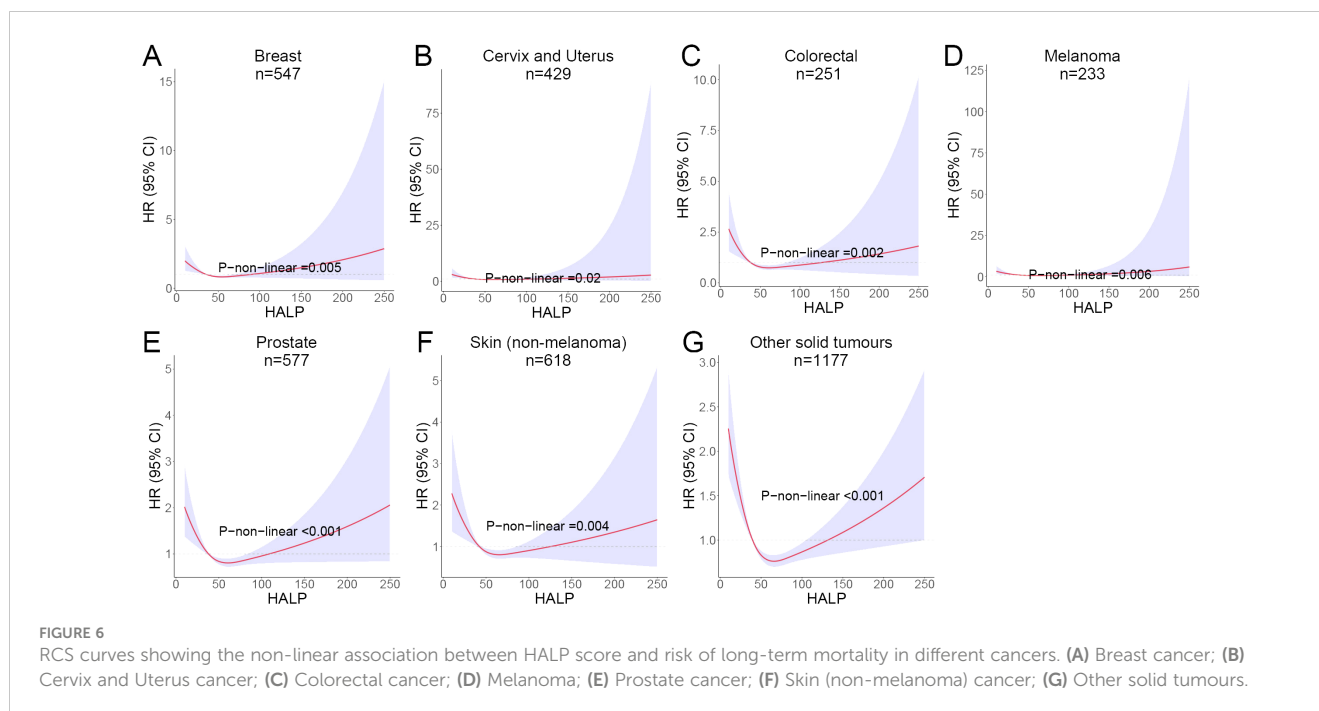 A
Breast
n=547
15
10
5
0
HR (95% CI)
P−non−linear =0.005
0 50 100 150 200 250
HALP
B
Cervix and Uterus
n=429
75
50
25
0
HR (95% CI)
P−non−linear =0.02
0 50 100 150 200 250
HALP
C
Colorectal
n=251
10.0
7.5
5.0
2.5
0.0
HR (95% CI)
P−non−linear =0.002
0 50 100 150 200 250
HALP
D
Melanoma
n=233
125
100
75
50
25
0
HR (95% CI)
P−non−linear =0.006
0 50 100 150 200 250
HALP
E
Prostate
n=577
5
4
3
2
1
HR (95% CI)
P−non−linear <0.001
0 50 100 150 200 250
HALP
F
Skin (non−melanoma)
n=618
5
4
3
2
1
HR (95% CI)
P−non−linear =0.004
0 50 100 150 200 250
HALP
G
Other solid tumours
n=1177
3.0
2.5
2.0
1.5
1.0
HR (95% CI)
P−non−linear <0.001
0 50 100 150 200 250
HALP
FIGURE 6
RCS curves showing the non-linear association between HALP score and risk of long-term mortality in different cancers. (A) Breast cancer; (B)
Cervix and Uterus cancer; (C) Colorectal cancer; (D) Melanoma; (E) Prostate cancer; (F) Skin (non-melanoma) cancer; (G) Other solid tumours.